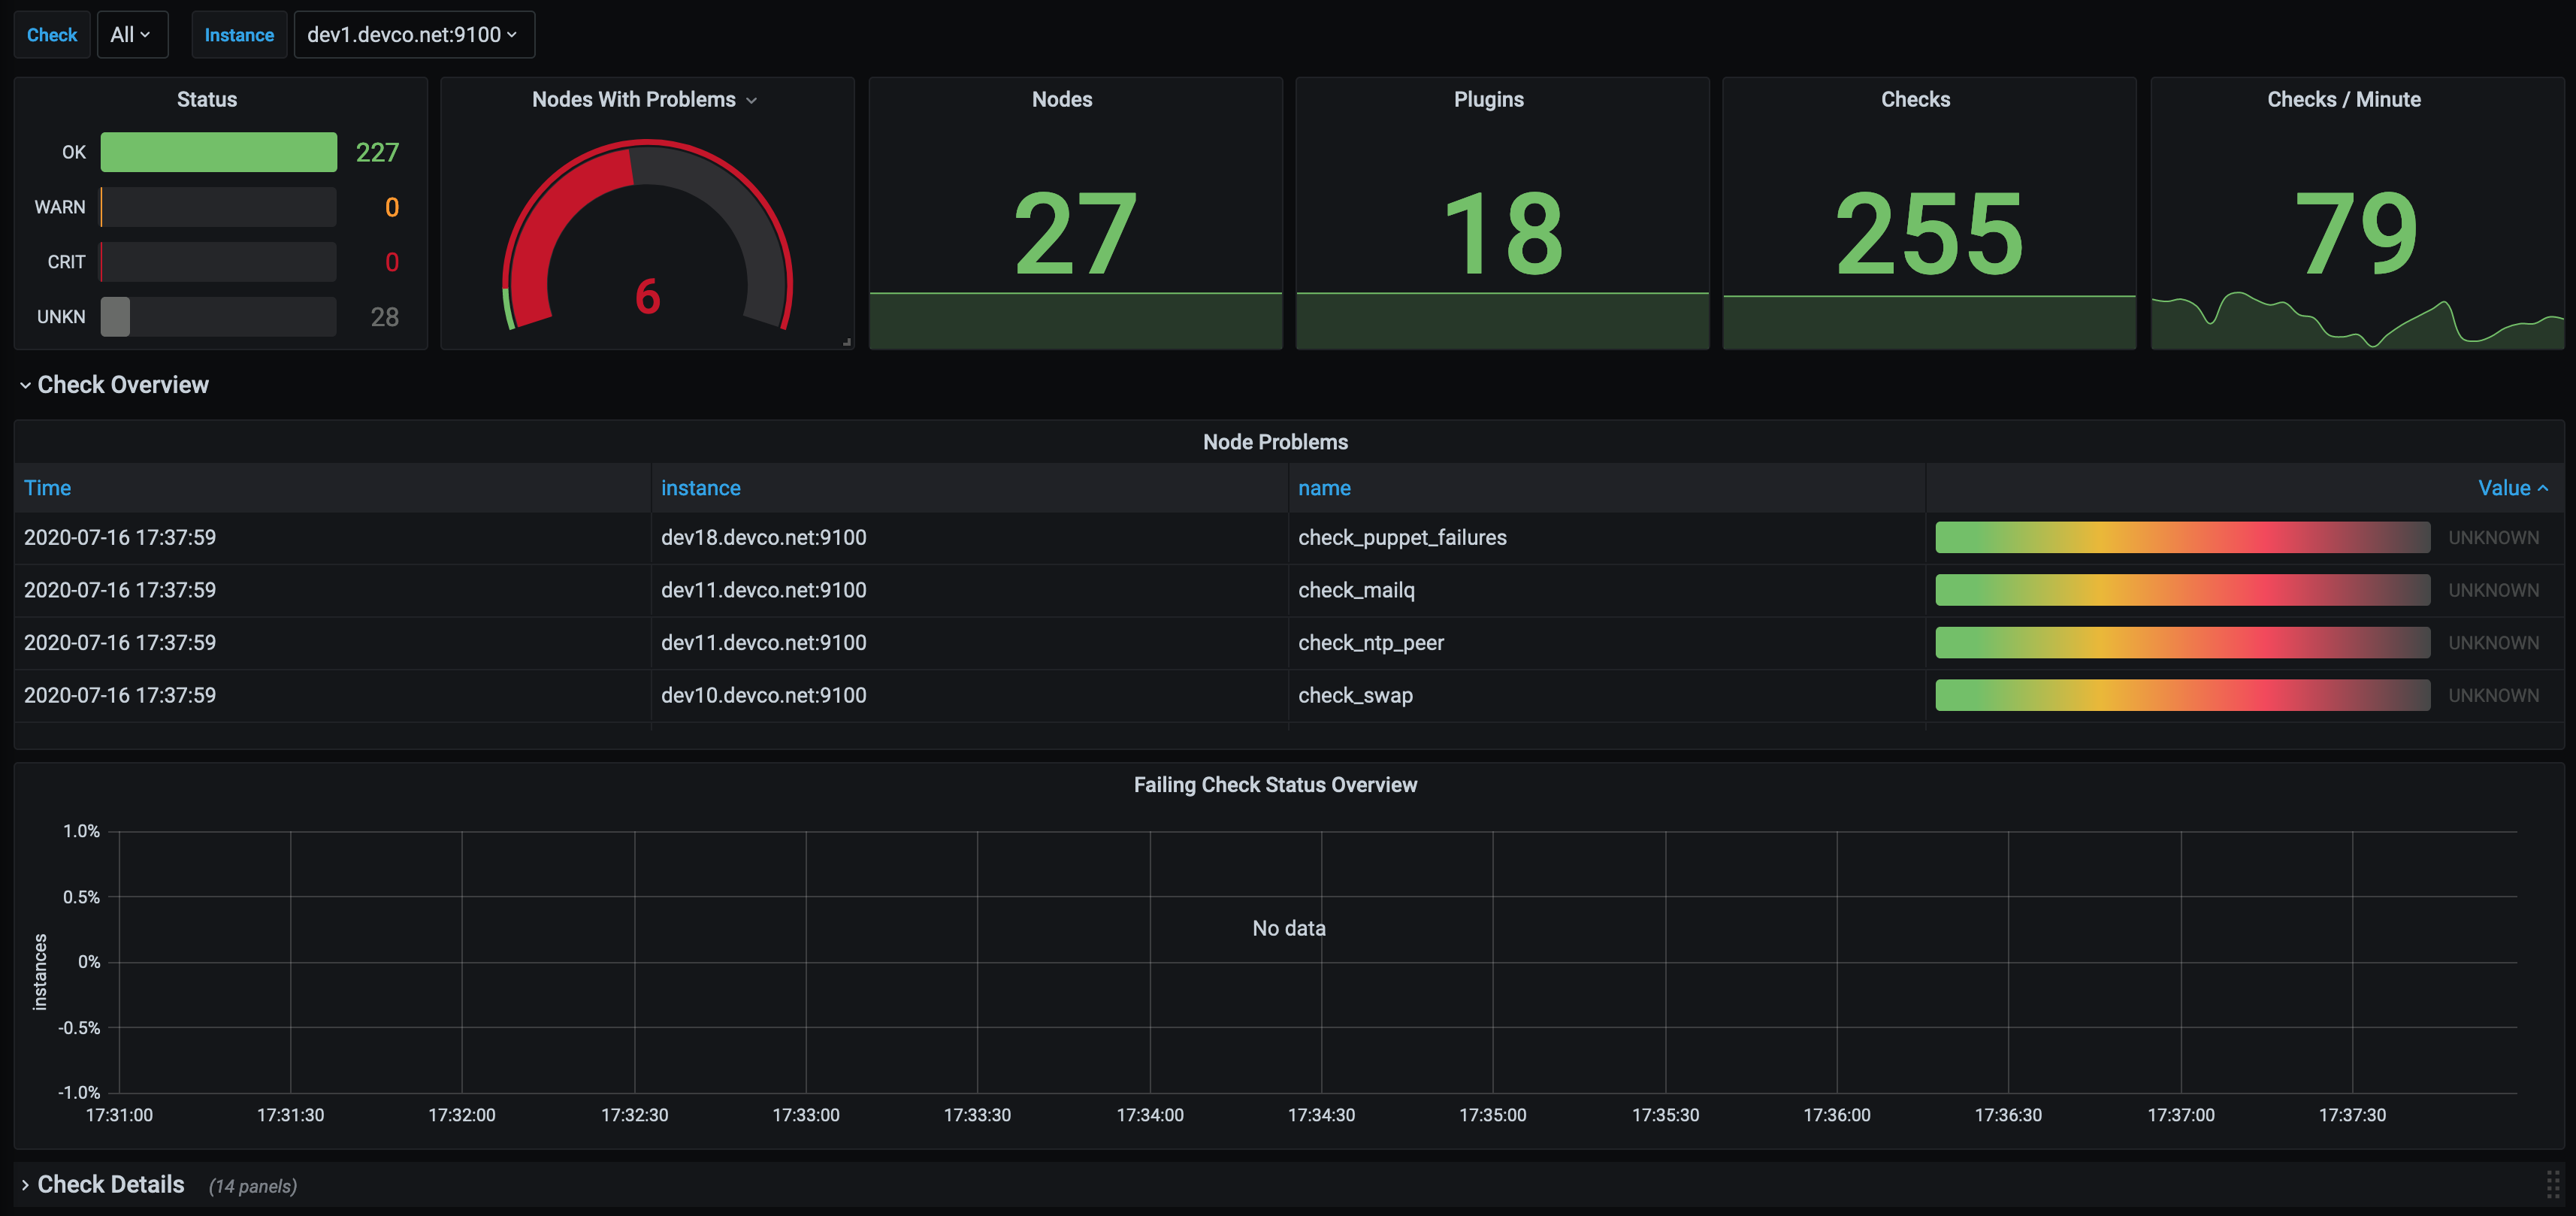 Check All Instance dev1.devco.net:9100
Status
OK 227
WARN 0
CRIT 0
UNKN 28
Nodes With Problems
6
Nodes
27
Plugins
18
Checks
255
Checks / Minute
79
Check Overview
Node Problems
Time instance name Value
2020-07-16 17:37:59 dev18.devco.net:9100 check_puppet_failures UNKNOWN
2020-07-16 17:37:59 dev11.devco.net:9100 check_mailq UNKNOWN
2020-07-16 17:37:59 dev11.devco.net:9100 check_ntp_peer UNKNOWN
2020-07-16 17:37:59 dev10.devco.net:9100 check_swap UNKNOWN
Failing Check Status Overview
instances
1.0%
0.5%
0%
-0.5%
-1.0%
No data
17:31:00 17:31:30 17:32:00 17:32:30 17:33:00 17:33:30 17:34:00 17:34:30 17:35:00 17:35:30 17:36:00 17:36:30 17:37:00 17:37:30
Check Details (14 panels)